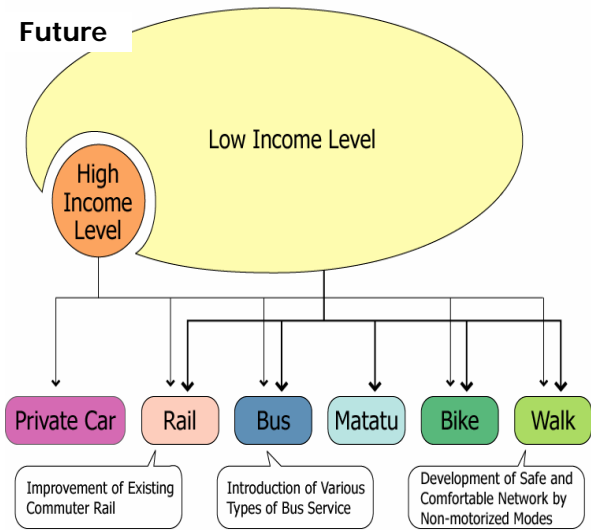 Future
Low Income Level
High
Income
Level
Private Car
Rail
Bus
Matatu
Bike
Walk
Improvement of Existing
Commuter Rail
Introduction of Various
Types of Bus Service
Development of Safe and
Comfortable Network by
Non-motorized Modes